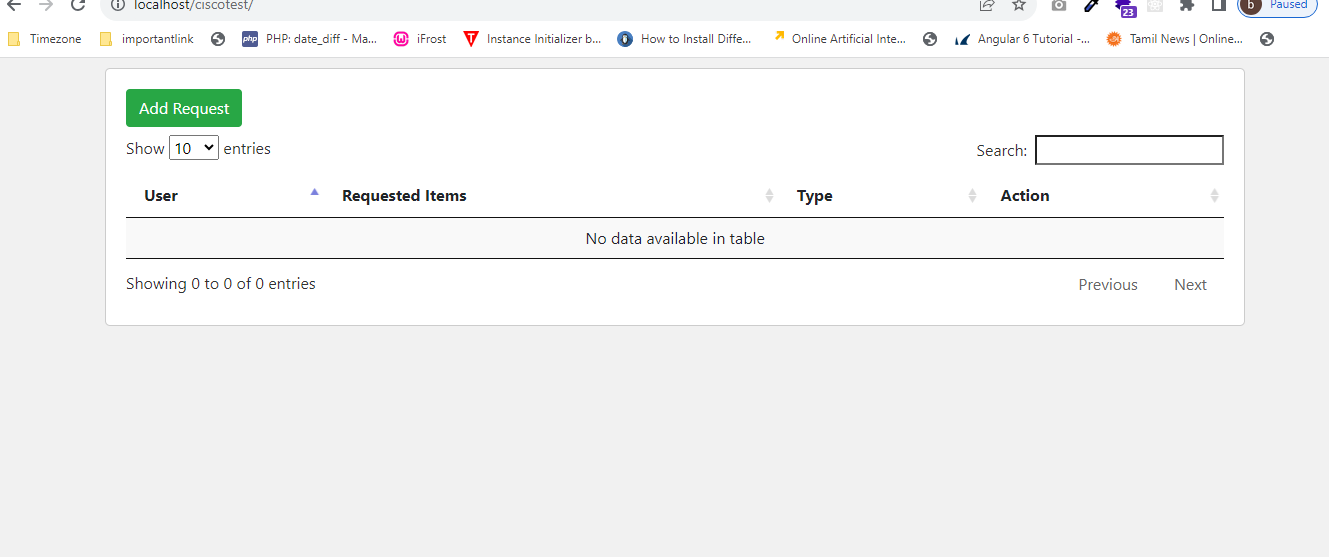 localhost/ciscotest/
23
b Paused
Timezone importantlink php PHP: date_diff - Ma... iFrost Instance Initializer b... How to Install Diffe... Online Artificial Inte... Angular 6 Tutorial -... Tamil News | Online...
Add Request
Show 10 entries Search:
User Requested Items Type Action
No data available in table
Showing 0 to 0 of 0 entries Previous Next